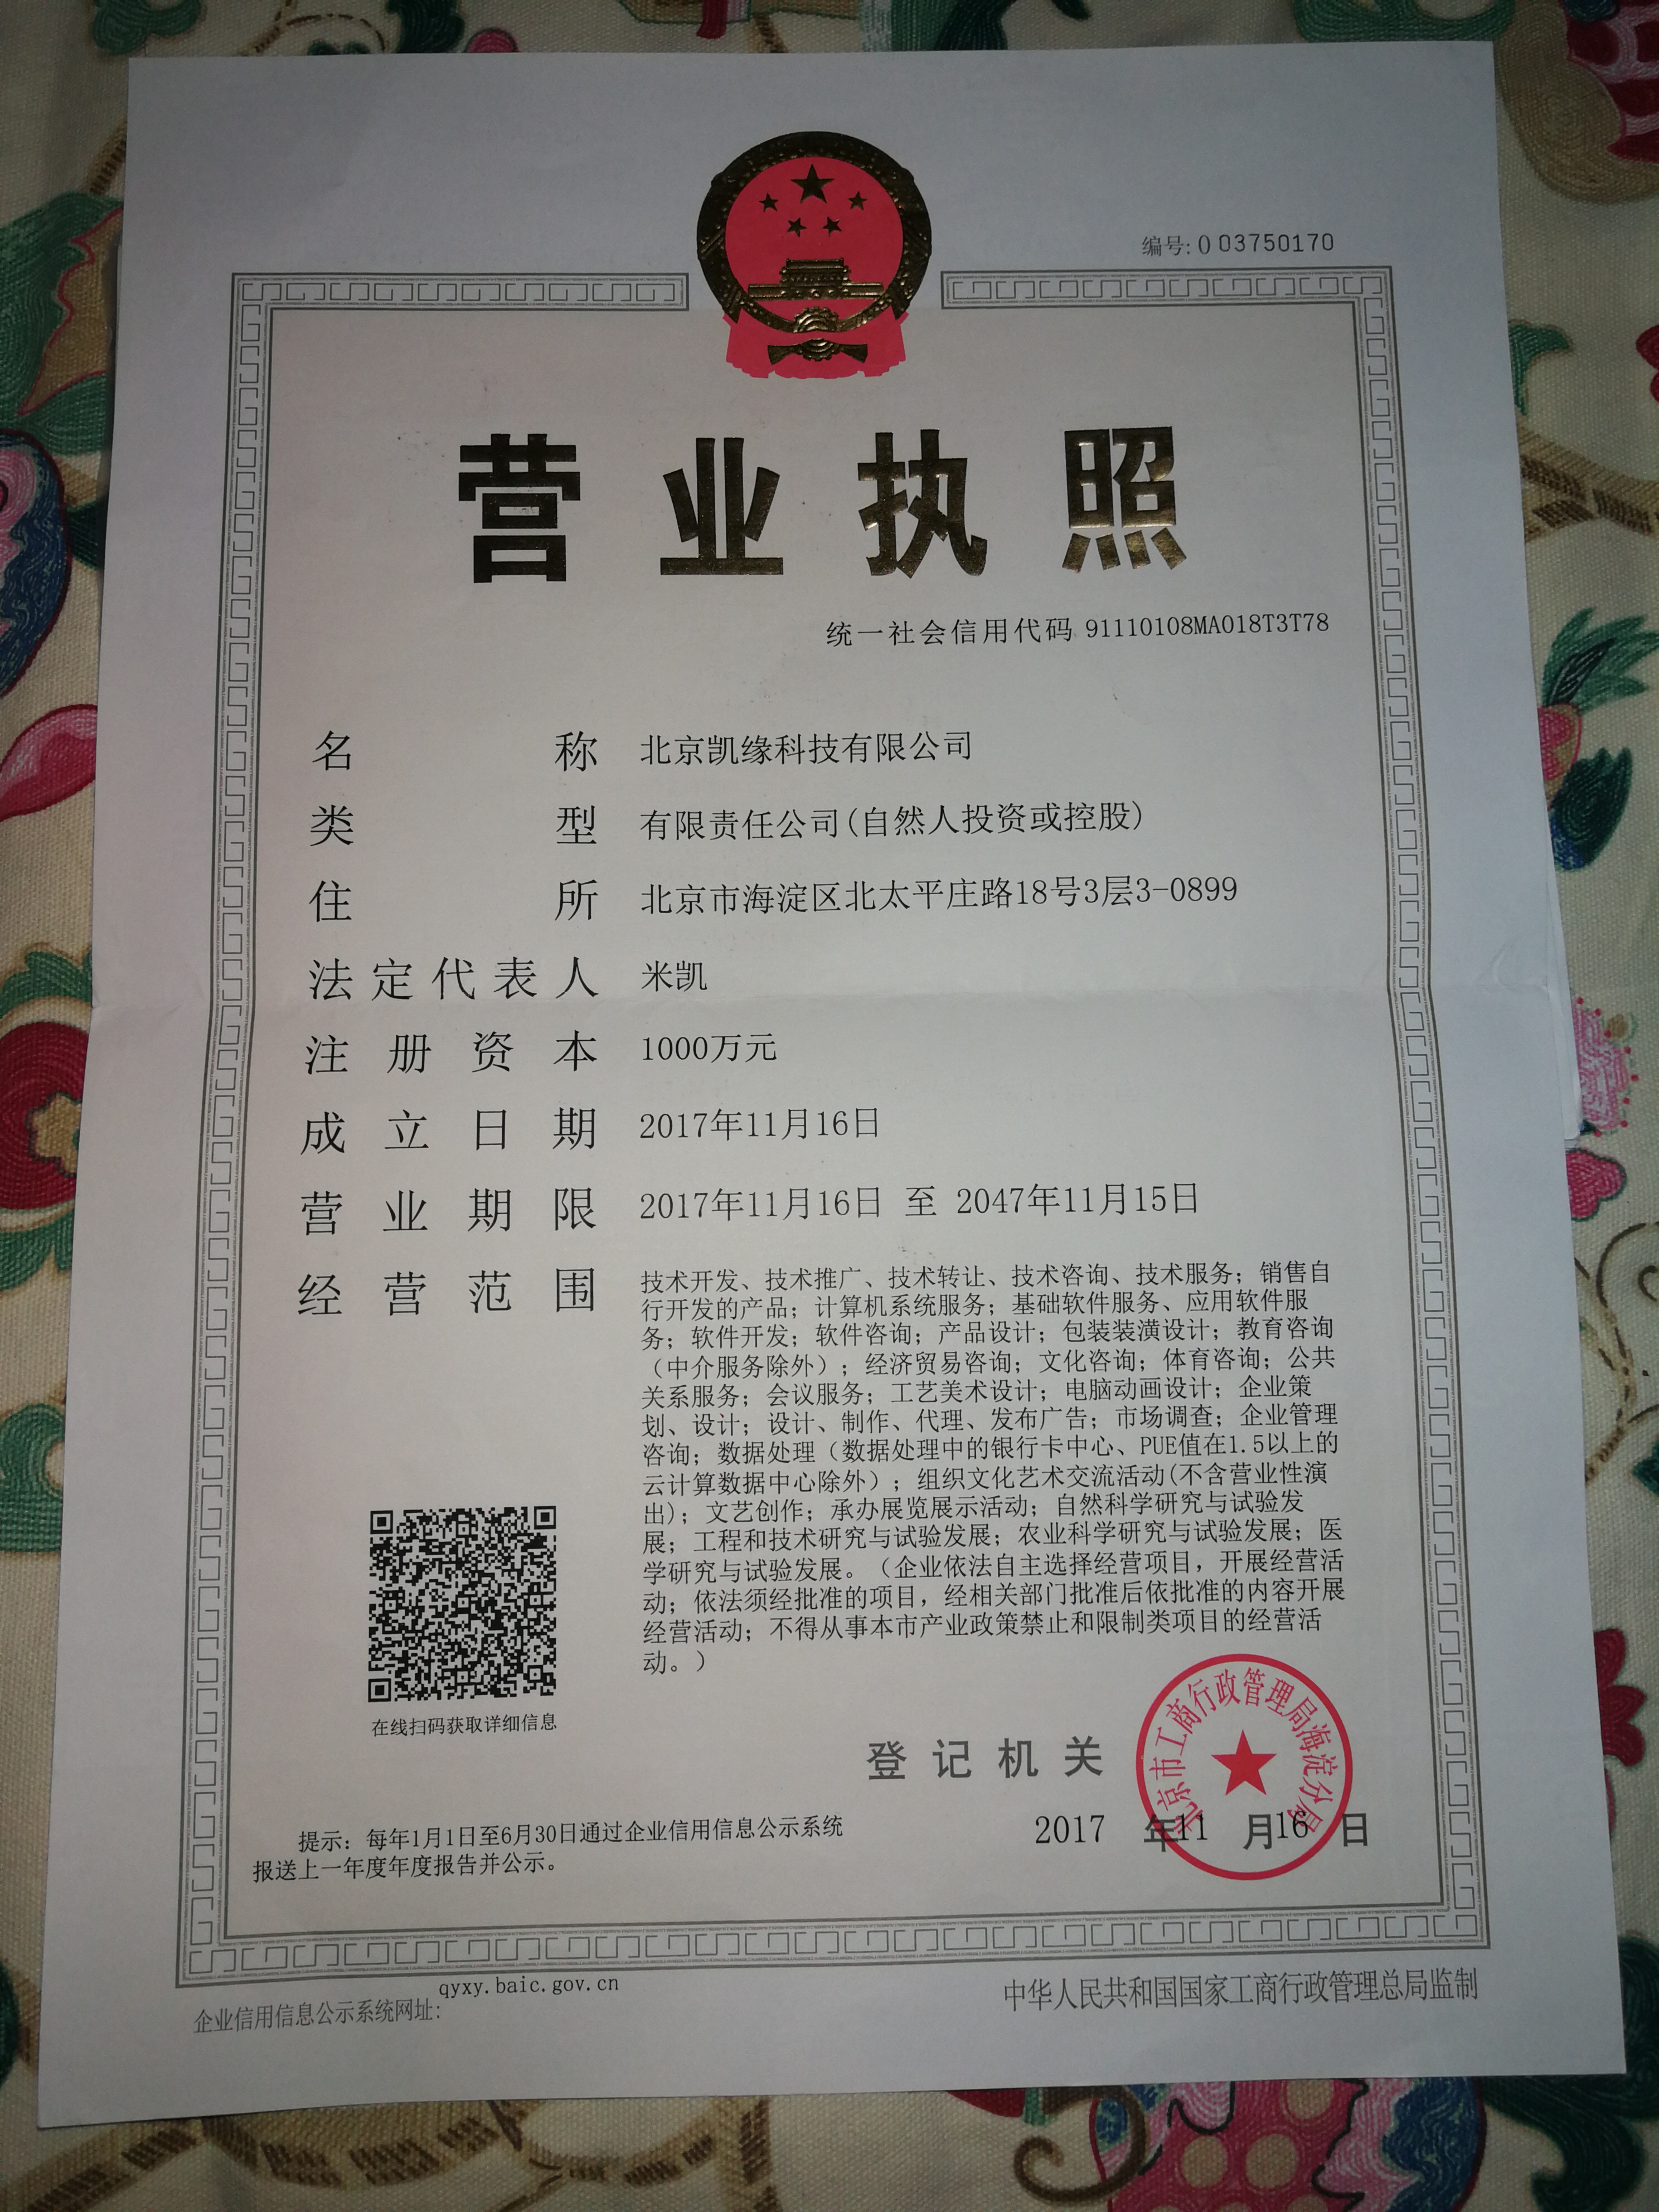 编号: 0 03750170
营业执照
统一社会信用代码 91110108MA018T3T78
名称 北京凯缘科技有限公司
类型 有限责任公司(自然人投资或控股)
住所 北京市海淀区北太平庄路18号3层3-0899
法定代表人 米凯
注册资本 1000万元
成立日期 2017年11月16日
营业期限 2017年11月16日 至 2047年11月15日
经营范围 技术开发、技术推广、技术转让、技术咨询、技术服务；销售自
行开发的产品；计算机系统服务；基础软件服务、应用软件服
务；软件开发；软件咨询；产品设计；包装装潢设计；教育咨询
（中介服务除外）；经济贸易咨询；文化咨询；体育咨询；公共
关系服务；会议服务；工艺美术设计；电脑动画设计；企业策
划、设计；设计、制作、代理、发布广告；市场调查；企业管理
咨询；数据处理（数据处理中的银行卡中心、PUE值在1.5以上的
云计算数据中心除外）；组织文化艺术交流活动(不含营业性演
出)；文艺创作；承办展览展示活动；自然科学研究与试验发
展；工程和技术研究与试验发展；农业科学研究与试验发展；医
学研究与试验发展。（企业依法自主选择经营项目，开展经营活
动；依法须经批准的项目，经相关部门批准后依批准的内容开展
经营活动；不得从事本市产业政策禁止和限制类项目的经营活
动。）
在线扫码获取详细信息
登记机关
北京市工商行政管理局海淀分局
2017 年11 月16 日
提示：每年1月1日至6月30日通过企业信用信息公示系统
报送上一年度年度报告并公示。
企业信用信息公示系统网址: qyxy.baic.gov.cn
中华人民共和国国家工商行政管理总局监制